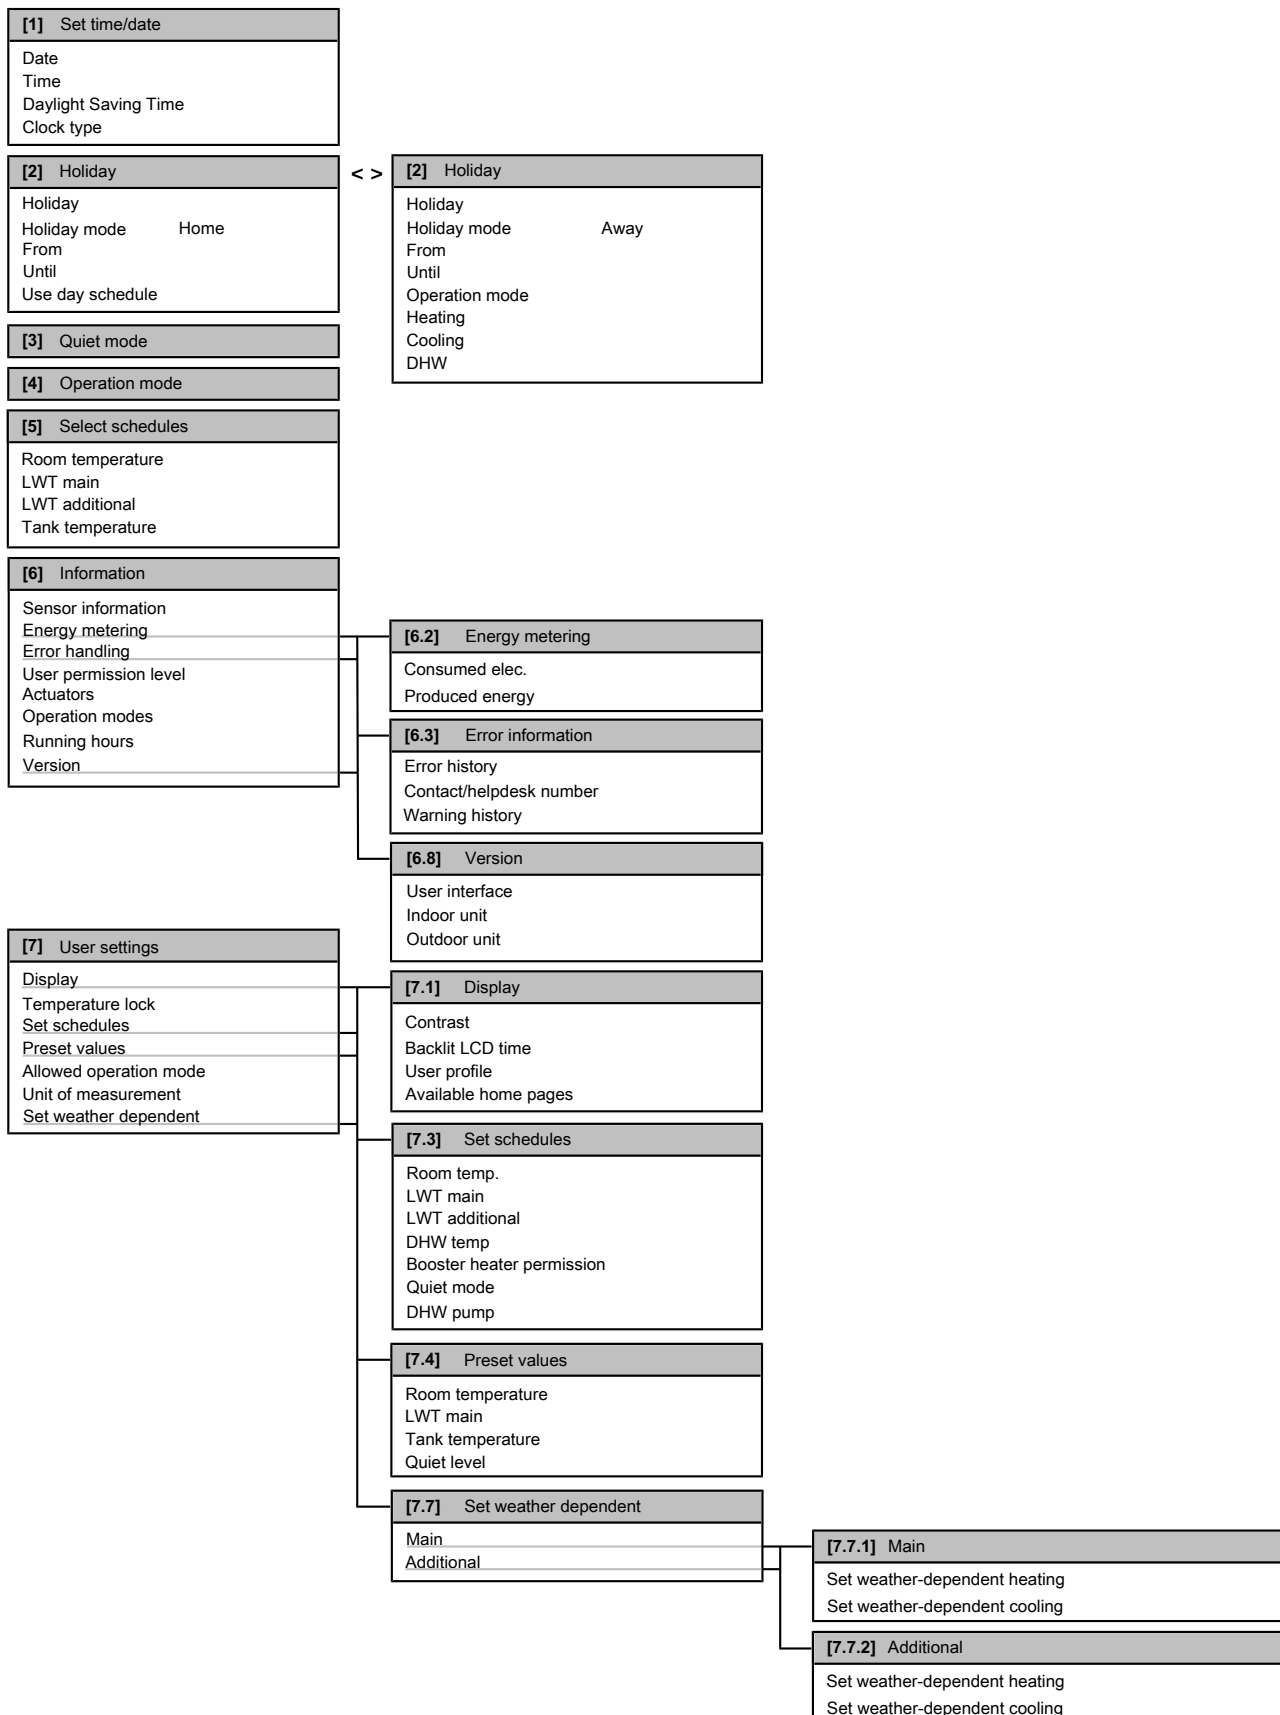 [1] Set time/date
Date
Time
Daylight Saving Time
Clock type
[2] Holiday
Holiday
Holiday mode Home
From
Until
Use day schedule
< >
[2] Holiday
Holiday
Holiday mode Away
From
Until
Operation mode
Heating
Cooling
DHW
[3] Quiet mode
[4] Operation mode
[5] Select schedules
Room temperature
LWT main
LWT additional
Tank temperature
[6] Information
Sensor information
Energy metering
Error handling
User permission level
Actuators
Operation modes
Running hours
Version
[6.2] Energy metering
Consumed elec.
Produced energy
[6.3] Error information
Error history
Contact/helpdesk number
Warning history
[6.8] Version
User interface
Indoor unit
Outdoor unit
[7] User settings
Display
Temperature lock
Set schedules
Preset values
Allowed operation mode
Unit of measurement
Set weather dependent
[7.1] Display
Contrast
Backlit LCD time
User profile
Available home pages
[7.3] Set schedules
Room temp.
LWT main
LWT additional
DHW temp
Booster heater permission
Quiet mode
DHW pump
[7.4] Preset values
Room temperature
LWT main
Tank temperature
Quiet level
[7.7] Set weather dependent
Main
Additional
[7.7.1] Main
Set weather-dependent heating
Set weather-dependent cooling
[7.7.2] Additional
Set weather-dependent heating
Set weather-dependent cooling